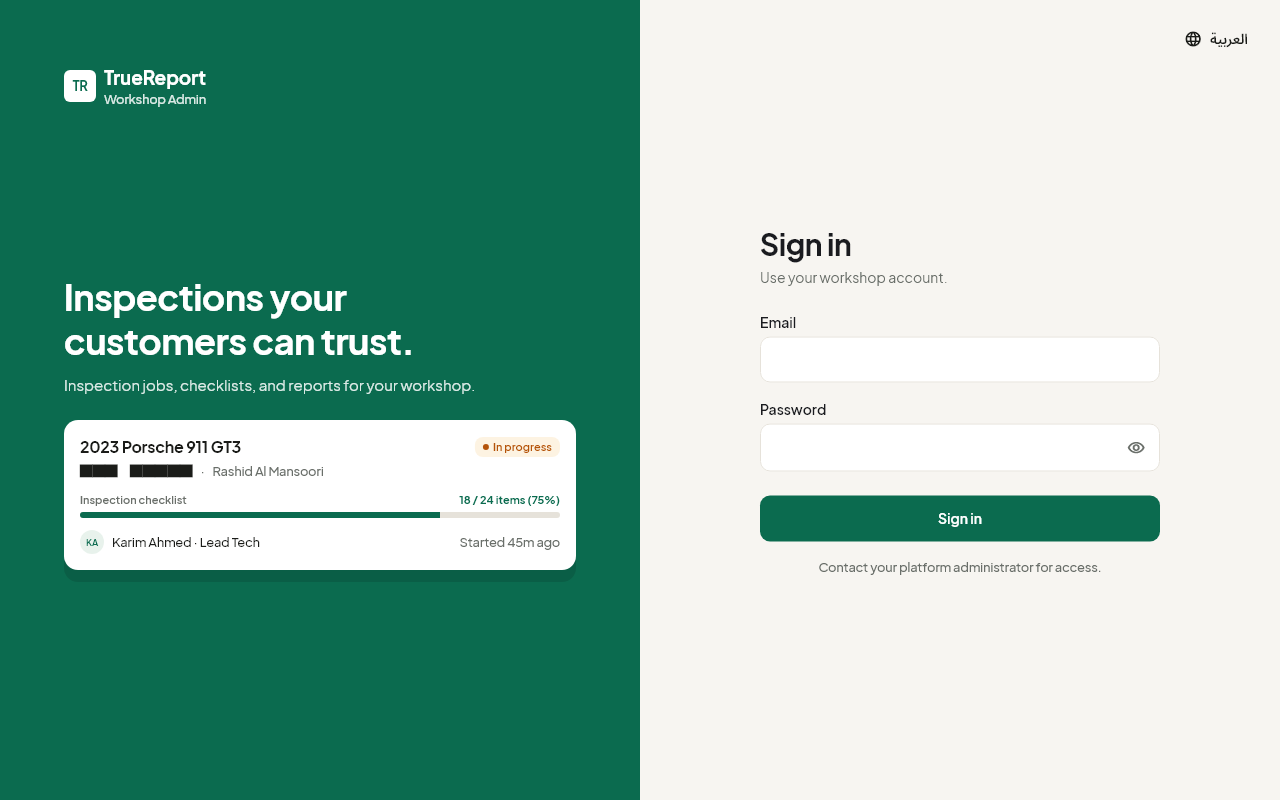 TR
TrueReport
Workshop Admin
Inspections your
customers can trust.
Inspection jobs, checklists, and reports for your workshop.
2023 Porsche 911 GT3
In progress
· Rashid Al Mansoori
Inspection checklist
18 / 24 items (75%)
KA
Karim Ahmed · Lead Tech
Started 45m ago
العربية
Sign in
Use your workshop account.
Email
Password
Sign in
Contact your platform administrator for access.